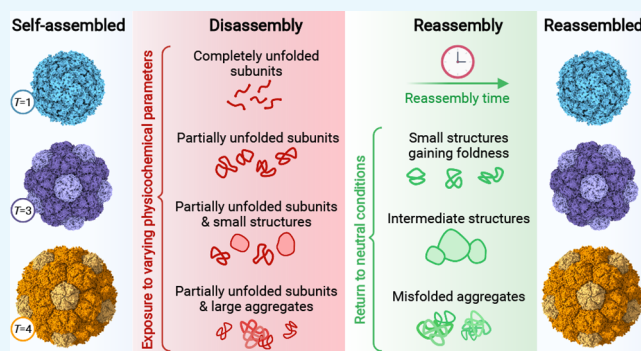 Self-assembled
T=1
T=3
T=4
Exposure to varying physicochemical parameters
Disassembly
Completely unfolded
subunits
Partially unfolded subunits
Partially unfolded subunits
& small structures
Partially unfolded subunits
& large aggregates
Return to neutral conditions
Reassembly
Reassembly time
Small structures
gaining foldness
Intermediate structures
Misfolded aggregates
Reassembled